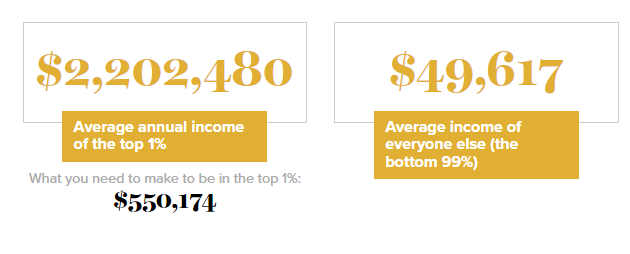 $2,202,480
Average annual income
of the top 1%
What you need to make to be in the top 1%:
$550,174
$49,617
Average income of
everyone else (the
bottom 99%)